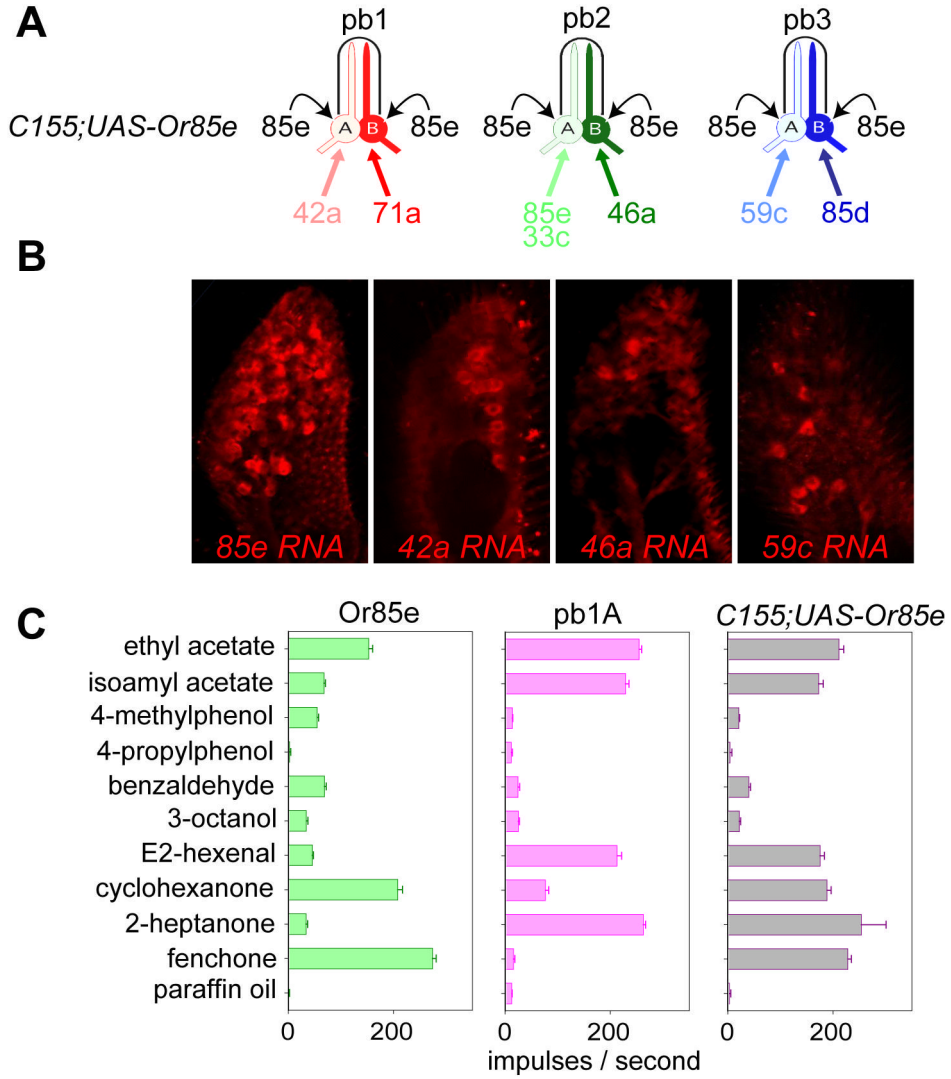 A
pb1 pb2 pb3
C155;UAS-Or85e 85e A B 85e 85e A B 85e A B
42a 71a 85e 46a 59c 85d
33c
B
85e RNA 42a RNA 46a RNA 59c RNA
C
Or85e pb1A C155;UAS-Or85e
ethyl acetate
isoamyl acetate
4-methylphenol
4-propylphenol
benzaldehyde
3-octanol
E2-hexenal
cyclohexanone
2-heptanone
fenchone
paraffin oil
0 200 0 200 0 200
impulses / second